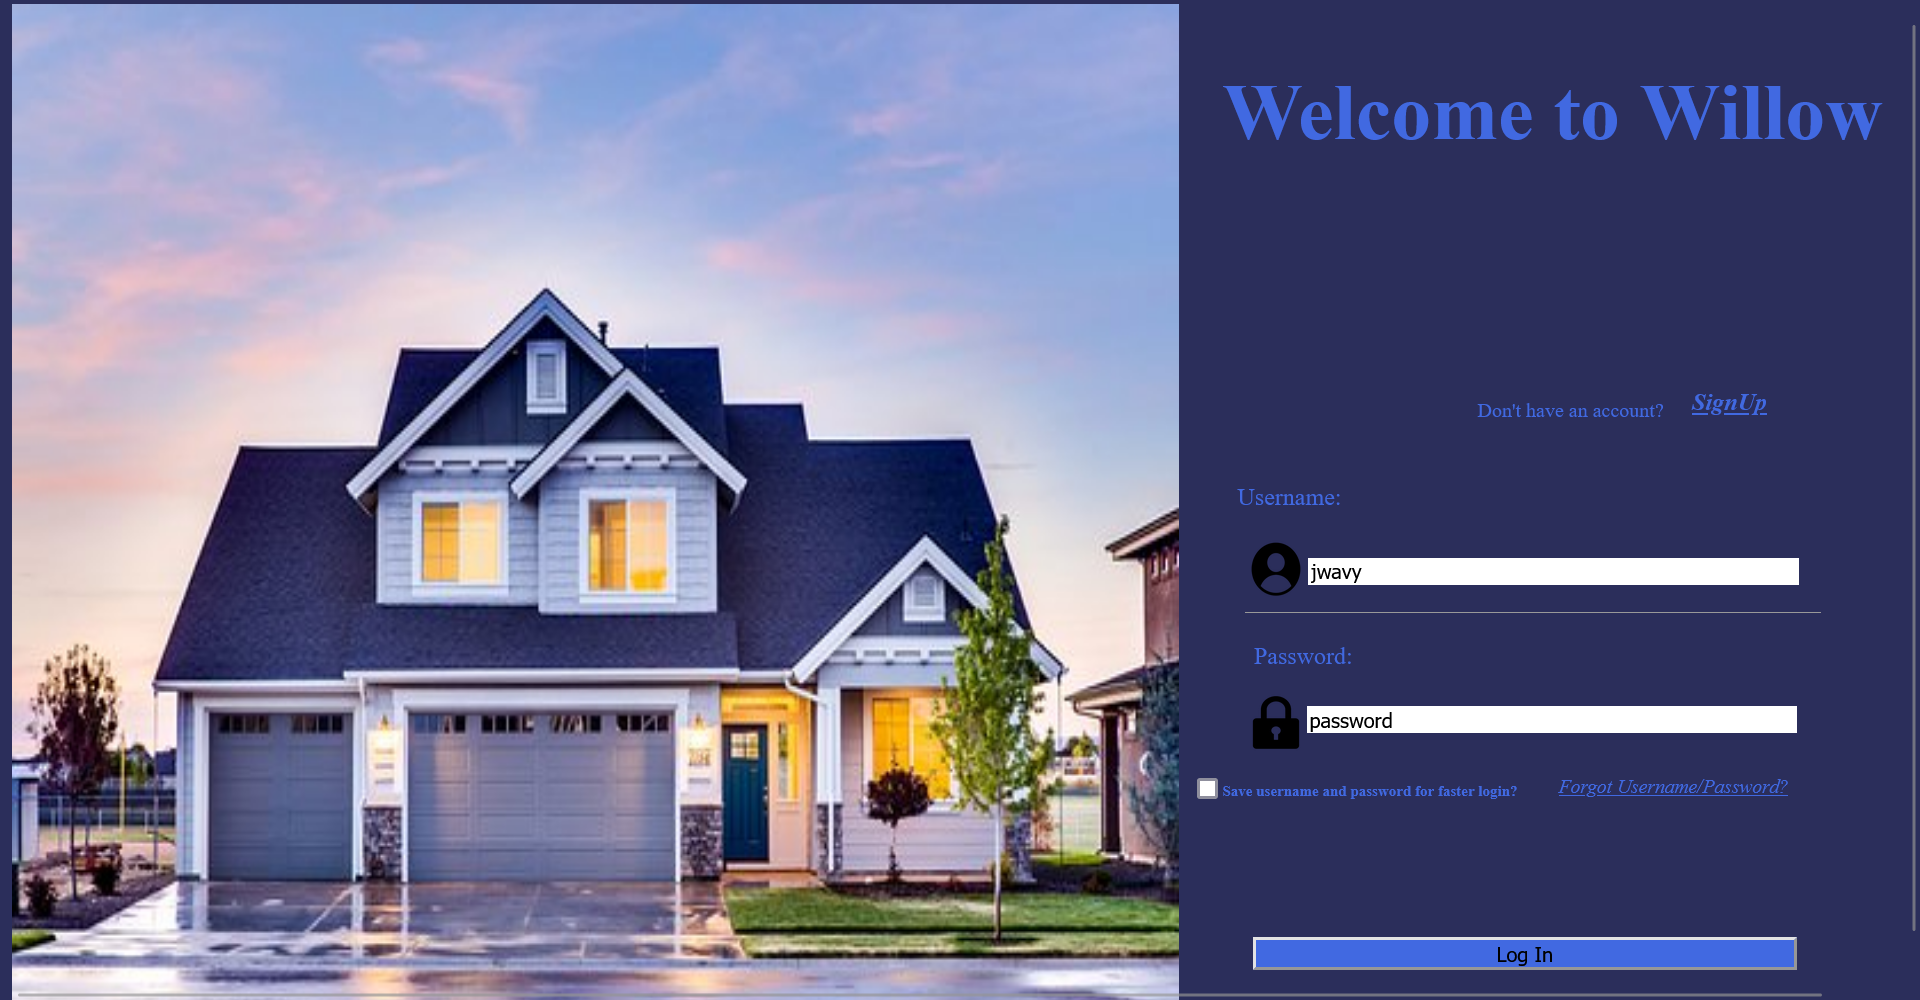 Welcome to Willow
Don't have an account? SignUp
Username:
jwavy
Password:
password
Save username and password for faster login? Forgot Username/Password?
Log In